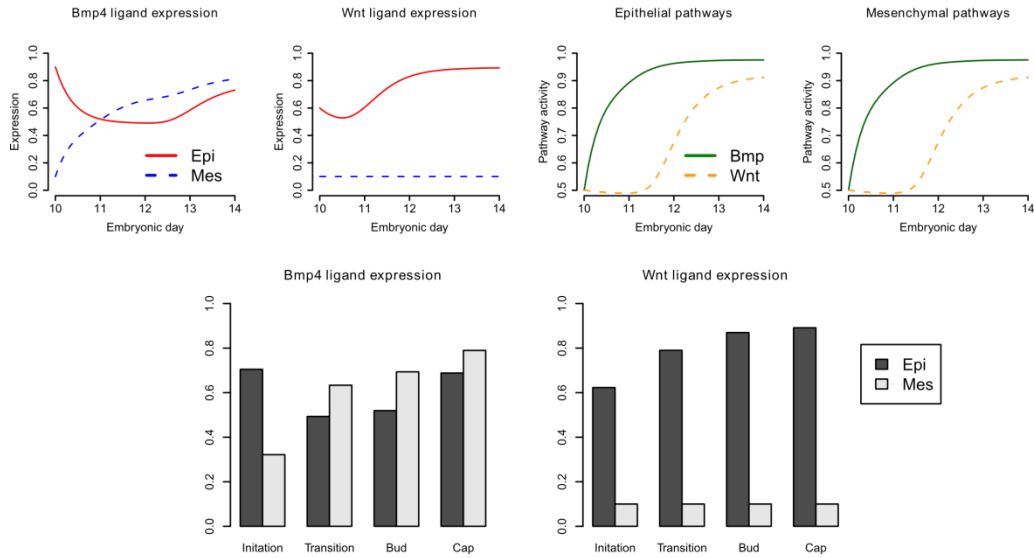 Bmp4 ligand expression
Wnt ligand expression
Epithelial pathways
Mesenchymal pathways
Expression
0.0 0.2 0.4 0.6 0.8 1.0
Epi
Mes
10 11 12 13 14
Embryonic day
Expression
0.0 0.2 0.4 0.6 0.8 1.0
10 11 12 13 14
Embryonic day
Pathway activity
0.5 0.6 0.7 0.8 0.9 1.0
Bmp
Wnt
10 11 12 13 14
Embryonic day
Pathway activity
0.5 0.6 0.7 0.8 0.9 1.0
10 11 12 13 14
Embryonic day
Bmp4 ligand expression
0.0 0.2 0.4 0.6 0.8 1.0
Initation Transition Bud Cap
Wnt ligand expression
0.0 0.2 0.4 0.6 0.8 1.0
Initation Transition Bud Cap
Epi
Mes